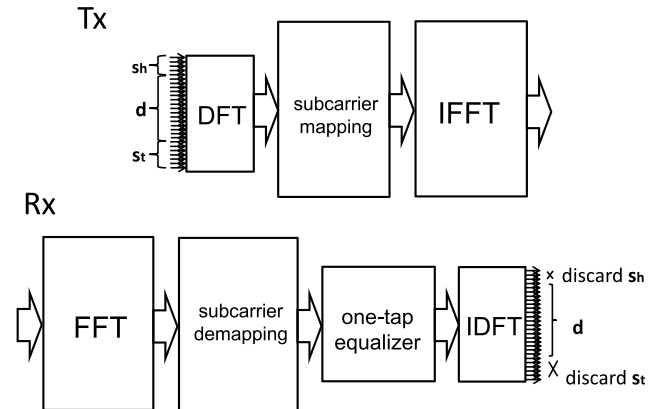 Tx
sh
d
st
DFT
subcarrier
mapping
IFFT
Rx
FFT
subcarrier
demapping
one-tap
equalizer
IDFT
x discard sh
d
X discard st